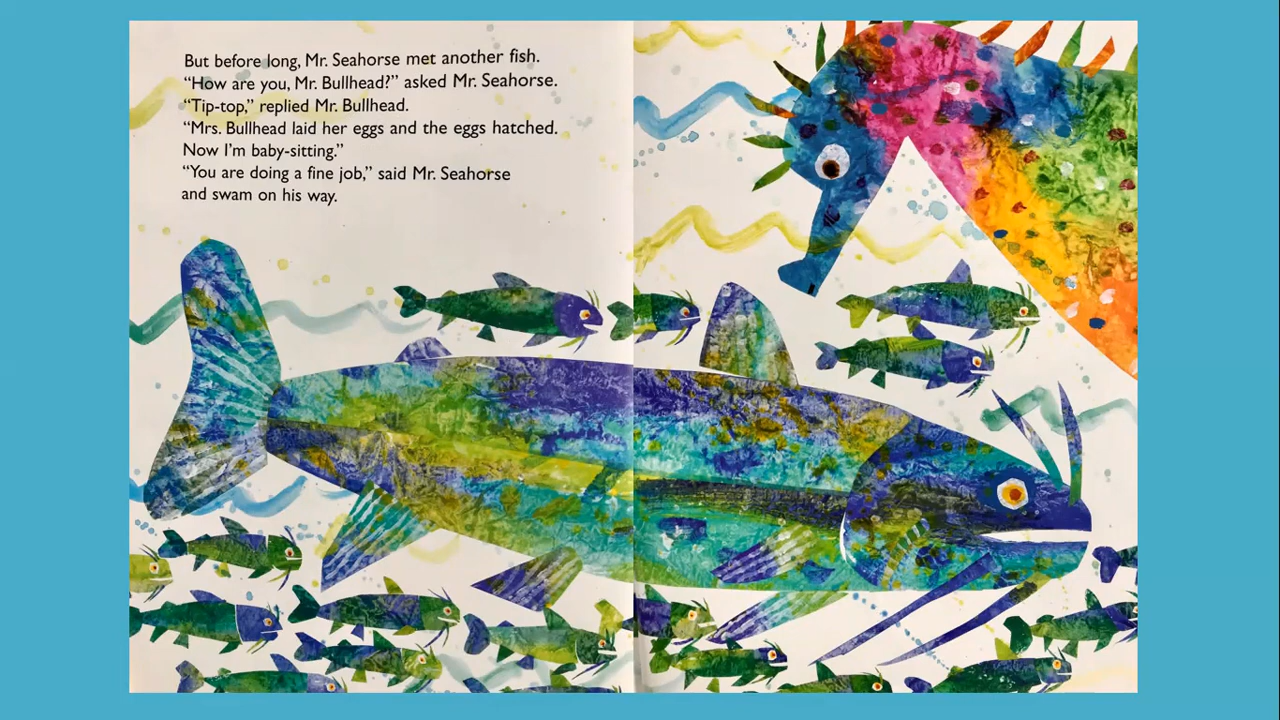 But before long, Mr. Seahorse met another fish.
“How are you, Mr. Bullhead?” asked Mr. Seahorse.
“Tip-top,” replied Mr. Bullhead.
“Mrs. Bullhead laid her eggs and the eggs hatched.
Now I’m baby-sitting.”
“You are doing a fine job,” said Mr. Seahorse
and swam on his way.